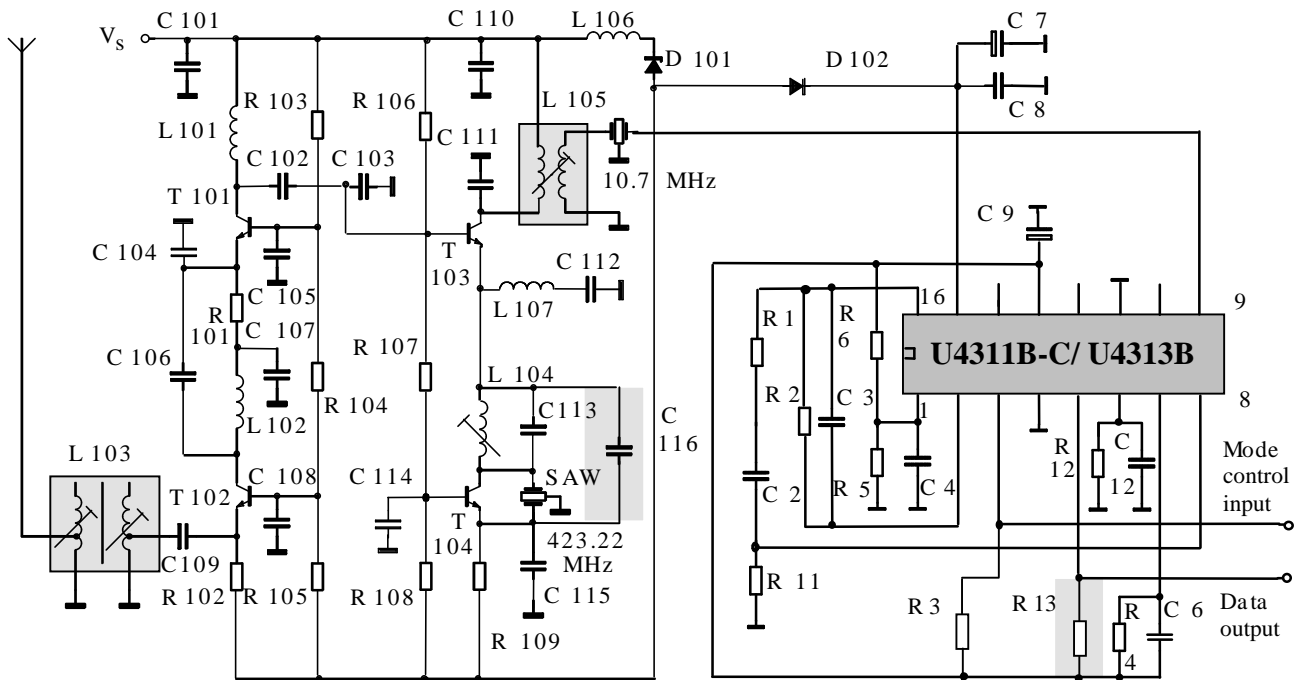 C 101
V_S
C 110
L 106
C 7
D 101
D 102
C 8
R 103
R 106
L 105
L 101
C 111
C 102
C 103
10.7 MHz
T 101
C 9
C 104
T 103
C 112
R 101
C 105
L 107
16
9
C 107
R 1
R 6
C 106
R 107
U4311B-C/ U4313B
L 104
R 2
C 3
1
8
R 104
C 113
C 116
L 102
R 12
C 12
Mode control input
L 103
C 114
SAW
C 2
R 5
C 4
T 102
C 108
T 104
423.22 MHz
C109
R 11
R 102
R 105
R 108
C 115
R 3
R 13
R 4
C 6
Data output
R 109